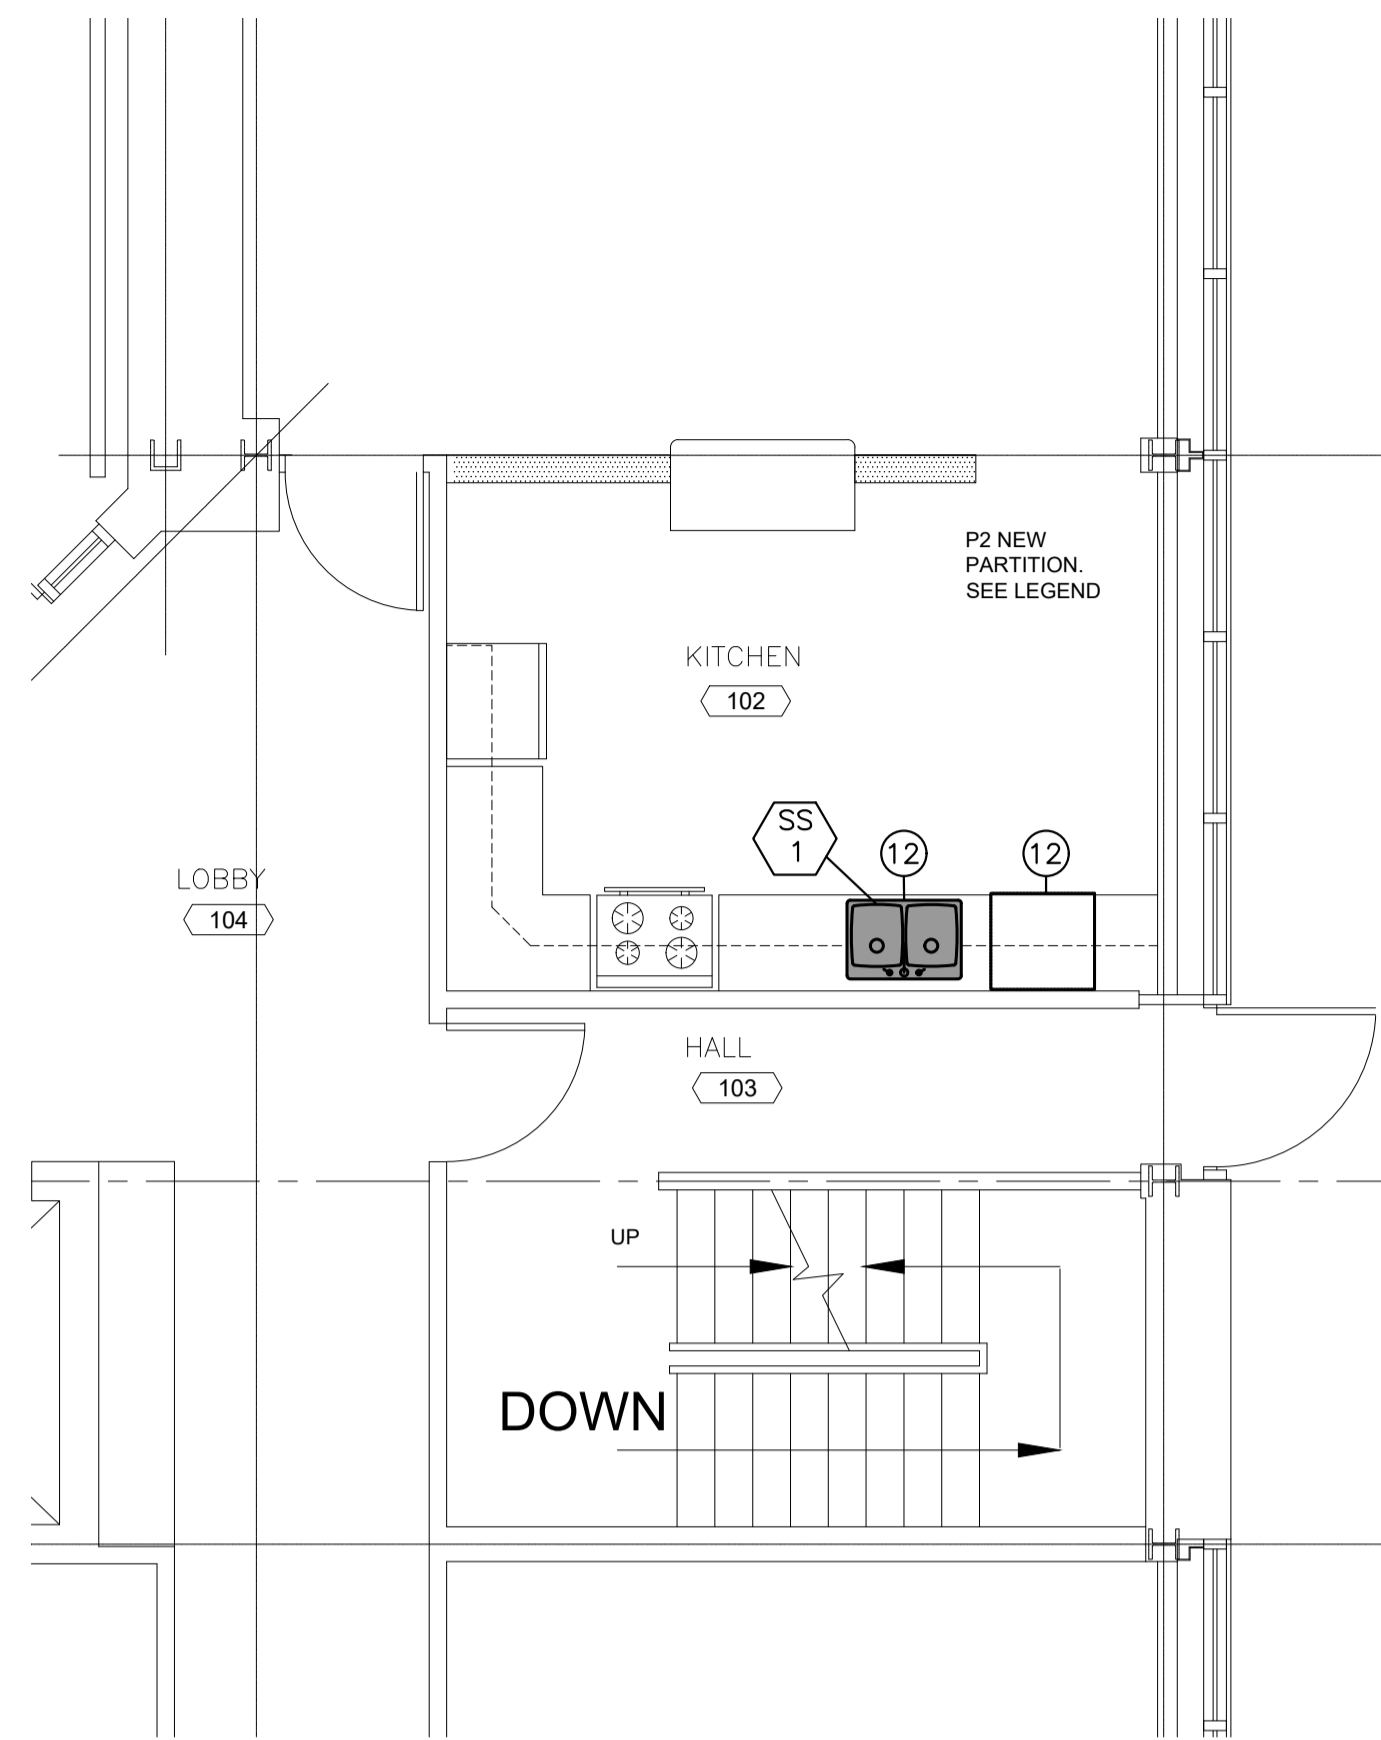 P2 NEW
PARTITION.
SEE LEGEND
KITCHEN
102
SS
1
12
12
LOBBY
104
HALL
103
UP
DOWN